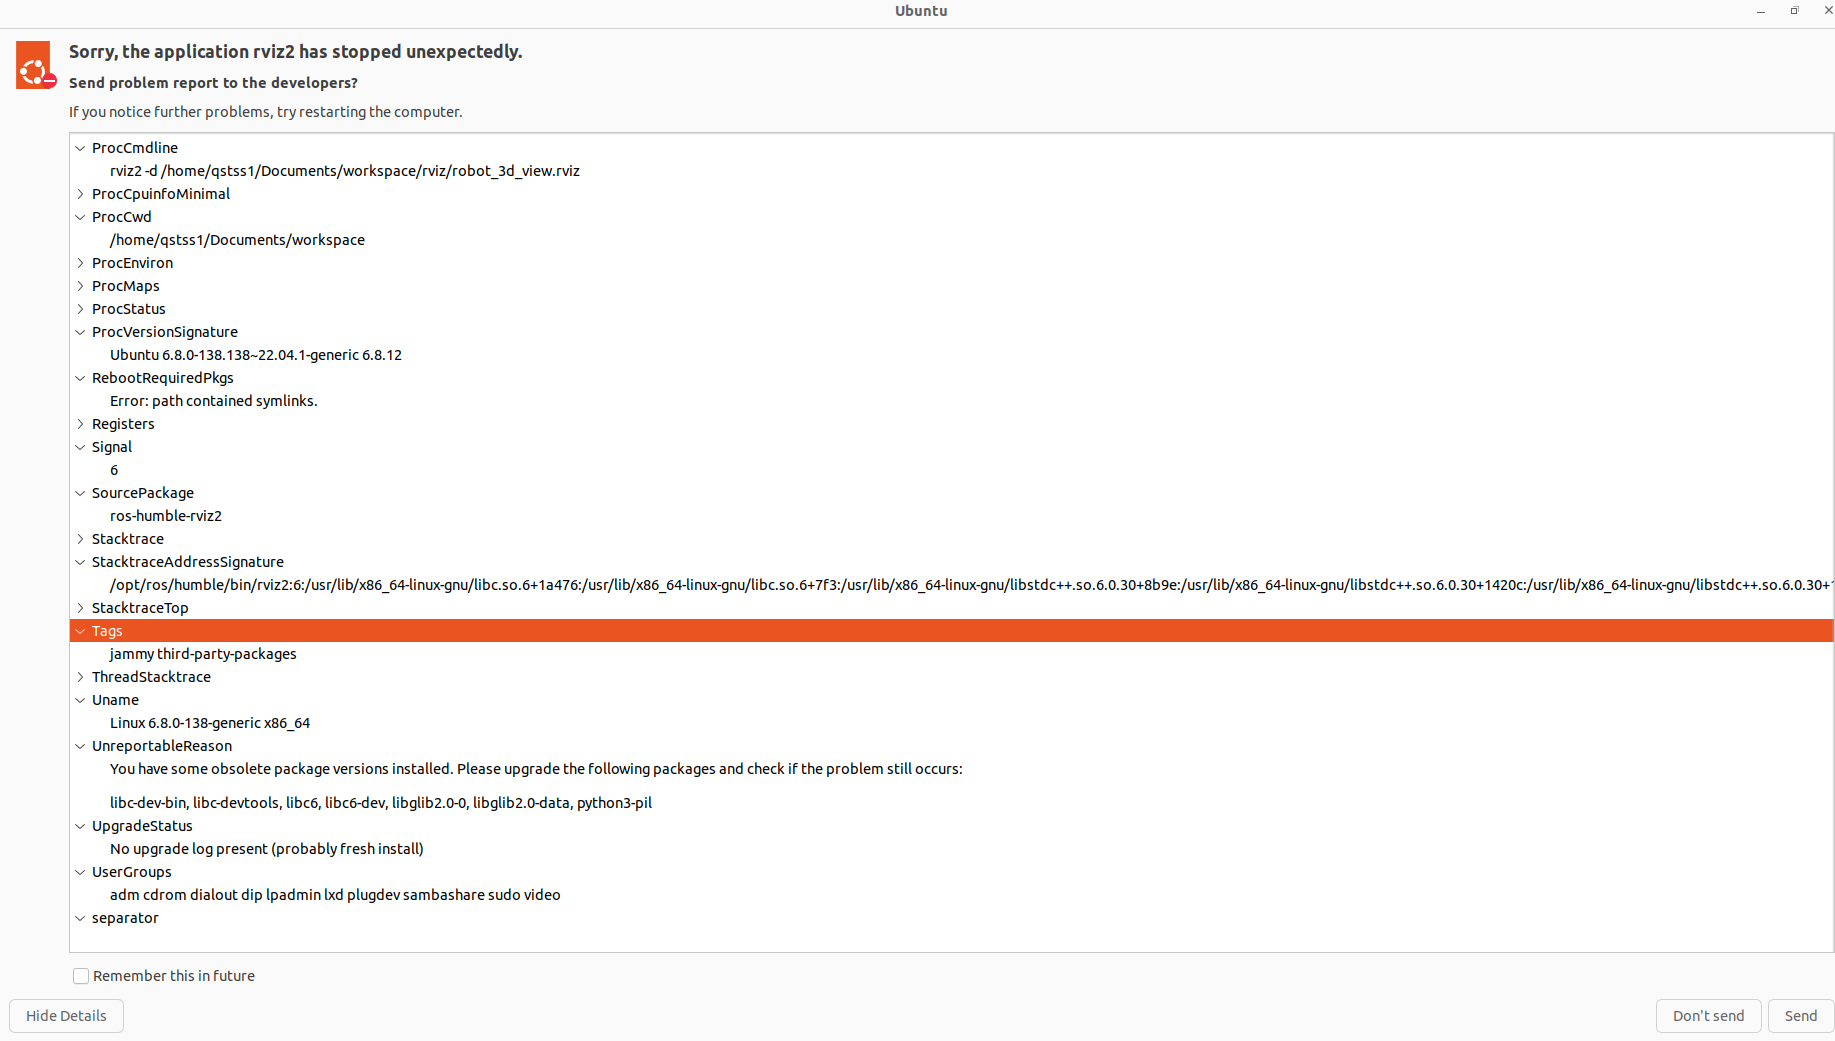 Ubuntu
Sorry, the application rviz2 has stopped unexpectedly.
Send problem report to the developers?
If you notice further problems, try restarting the computer.
ProcCmdline
rviz2 -d /home/qstss1/Documents/workspace/rviz/robot_3d_view.rviz
ProcCpuinfoMinimal
ProcCwd
/home/qstss1/Documents/workspace
ProcEnviron
ProcMaps
ProcStatus
ProcVersionSignature
Ubuntu 6.8.0-138.138~22.04.1-generic 6.8.12
RebootRequiredPkgs
Error: path contained symlinks.
Registers
Signal
6
SourcePackage
ros-humble-rviz2
Stacktrace
StacktraceAddressSignature
/opt/ros/humble/bin/rviz2:6:/usr/lib/x86_64-linux-gnu/libc.so.6+1a476:/usr/lib/x86_64-linux-gnu/libc.so.6+7f3:/usr/lib/x86_64-linux-gnu/libstdc++.so.6.0.30+8b9e:/usr/lib/x86_64-linux-gnu/libstdc++.so.6.0.30+1420c:/usr/lib/x86_64-linux-gnu/libstdc++.so.6.0.30+1
StacktraceTop
Tags
jammy third-party-packages
ThreadStacktrace
Uname
Linux 6.8.0-138-generic x86_64
UnreportableReason
You have some obsolete package versions installed. Please upgrade the following packages and check if the problem still occurs:
libc-dev-bin, libc-devtools, libc6, libc6-dev, libglib2.0-0, libglib2.0-data, python3-pil
UpgradeStatus
No upgrade log present (probably fresh install)
UserGroups
adm cdrom dialout dip lpadmin lxd plugdev sambashare sudo video
separator
Remember this in future
Hide Details
Don't send
Send